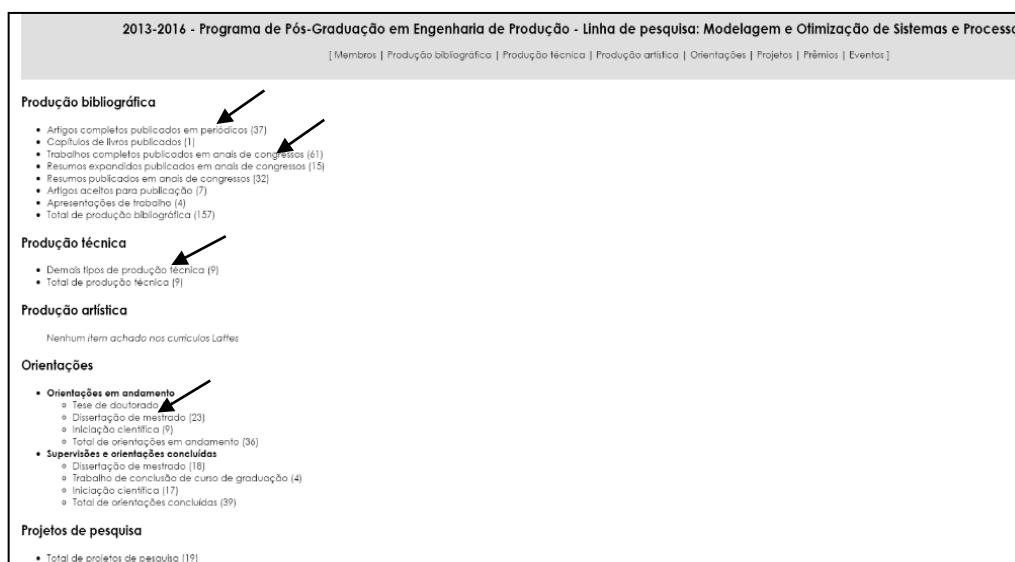 2013-2016 - Programa de Pós-Graduação em Engenharia de Produção - Linha de pesquisa: Modelagem e Otimização de Sistemas e Processo
[ Membros | Produção bibliográfica | Produção técnica | Produção artística | Orientações | Projetos | Prêmios | Eventos ]
Produção bibliográfica
• Artigos completos publicados em periódicos (37)
• Capítulos de livros publicados (1)
• Trabalhos completos publicados em anais de congressos (61)
• Resumos expandidos publicados em anais de congressos (15)
• Resumos publicados em anais de congressos (32)
• Artigos aceitos para publicação (7)
• Apresentações de trabalho (4)
• Total de produção bibliográfica (157)
Produção técnica
• Demais tipos de produção técnica (9)
• Total de produção técnica (9)
Produção artística
Nenhum item achado nos currículos Lattes
Orientações
• Orientações em andamento
◦ Tese de doutorado
◦ Dissertação de mestrado (23)
◦ Iniciação científica (9)
◦ Total de orientações em andamento (36)
• Supervisões e orientações concluídas
◦ Dissertação de mestrado (18)
◦ Trabalho de conclusão de curso de graduação (4)
◦ Iniciação científica (17)
◦ Total de orientações concluídas (39)
Projetos de pesquisa
• Total de projetos de pesquisa (19)